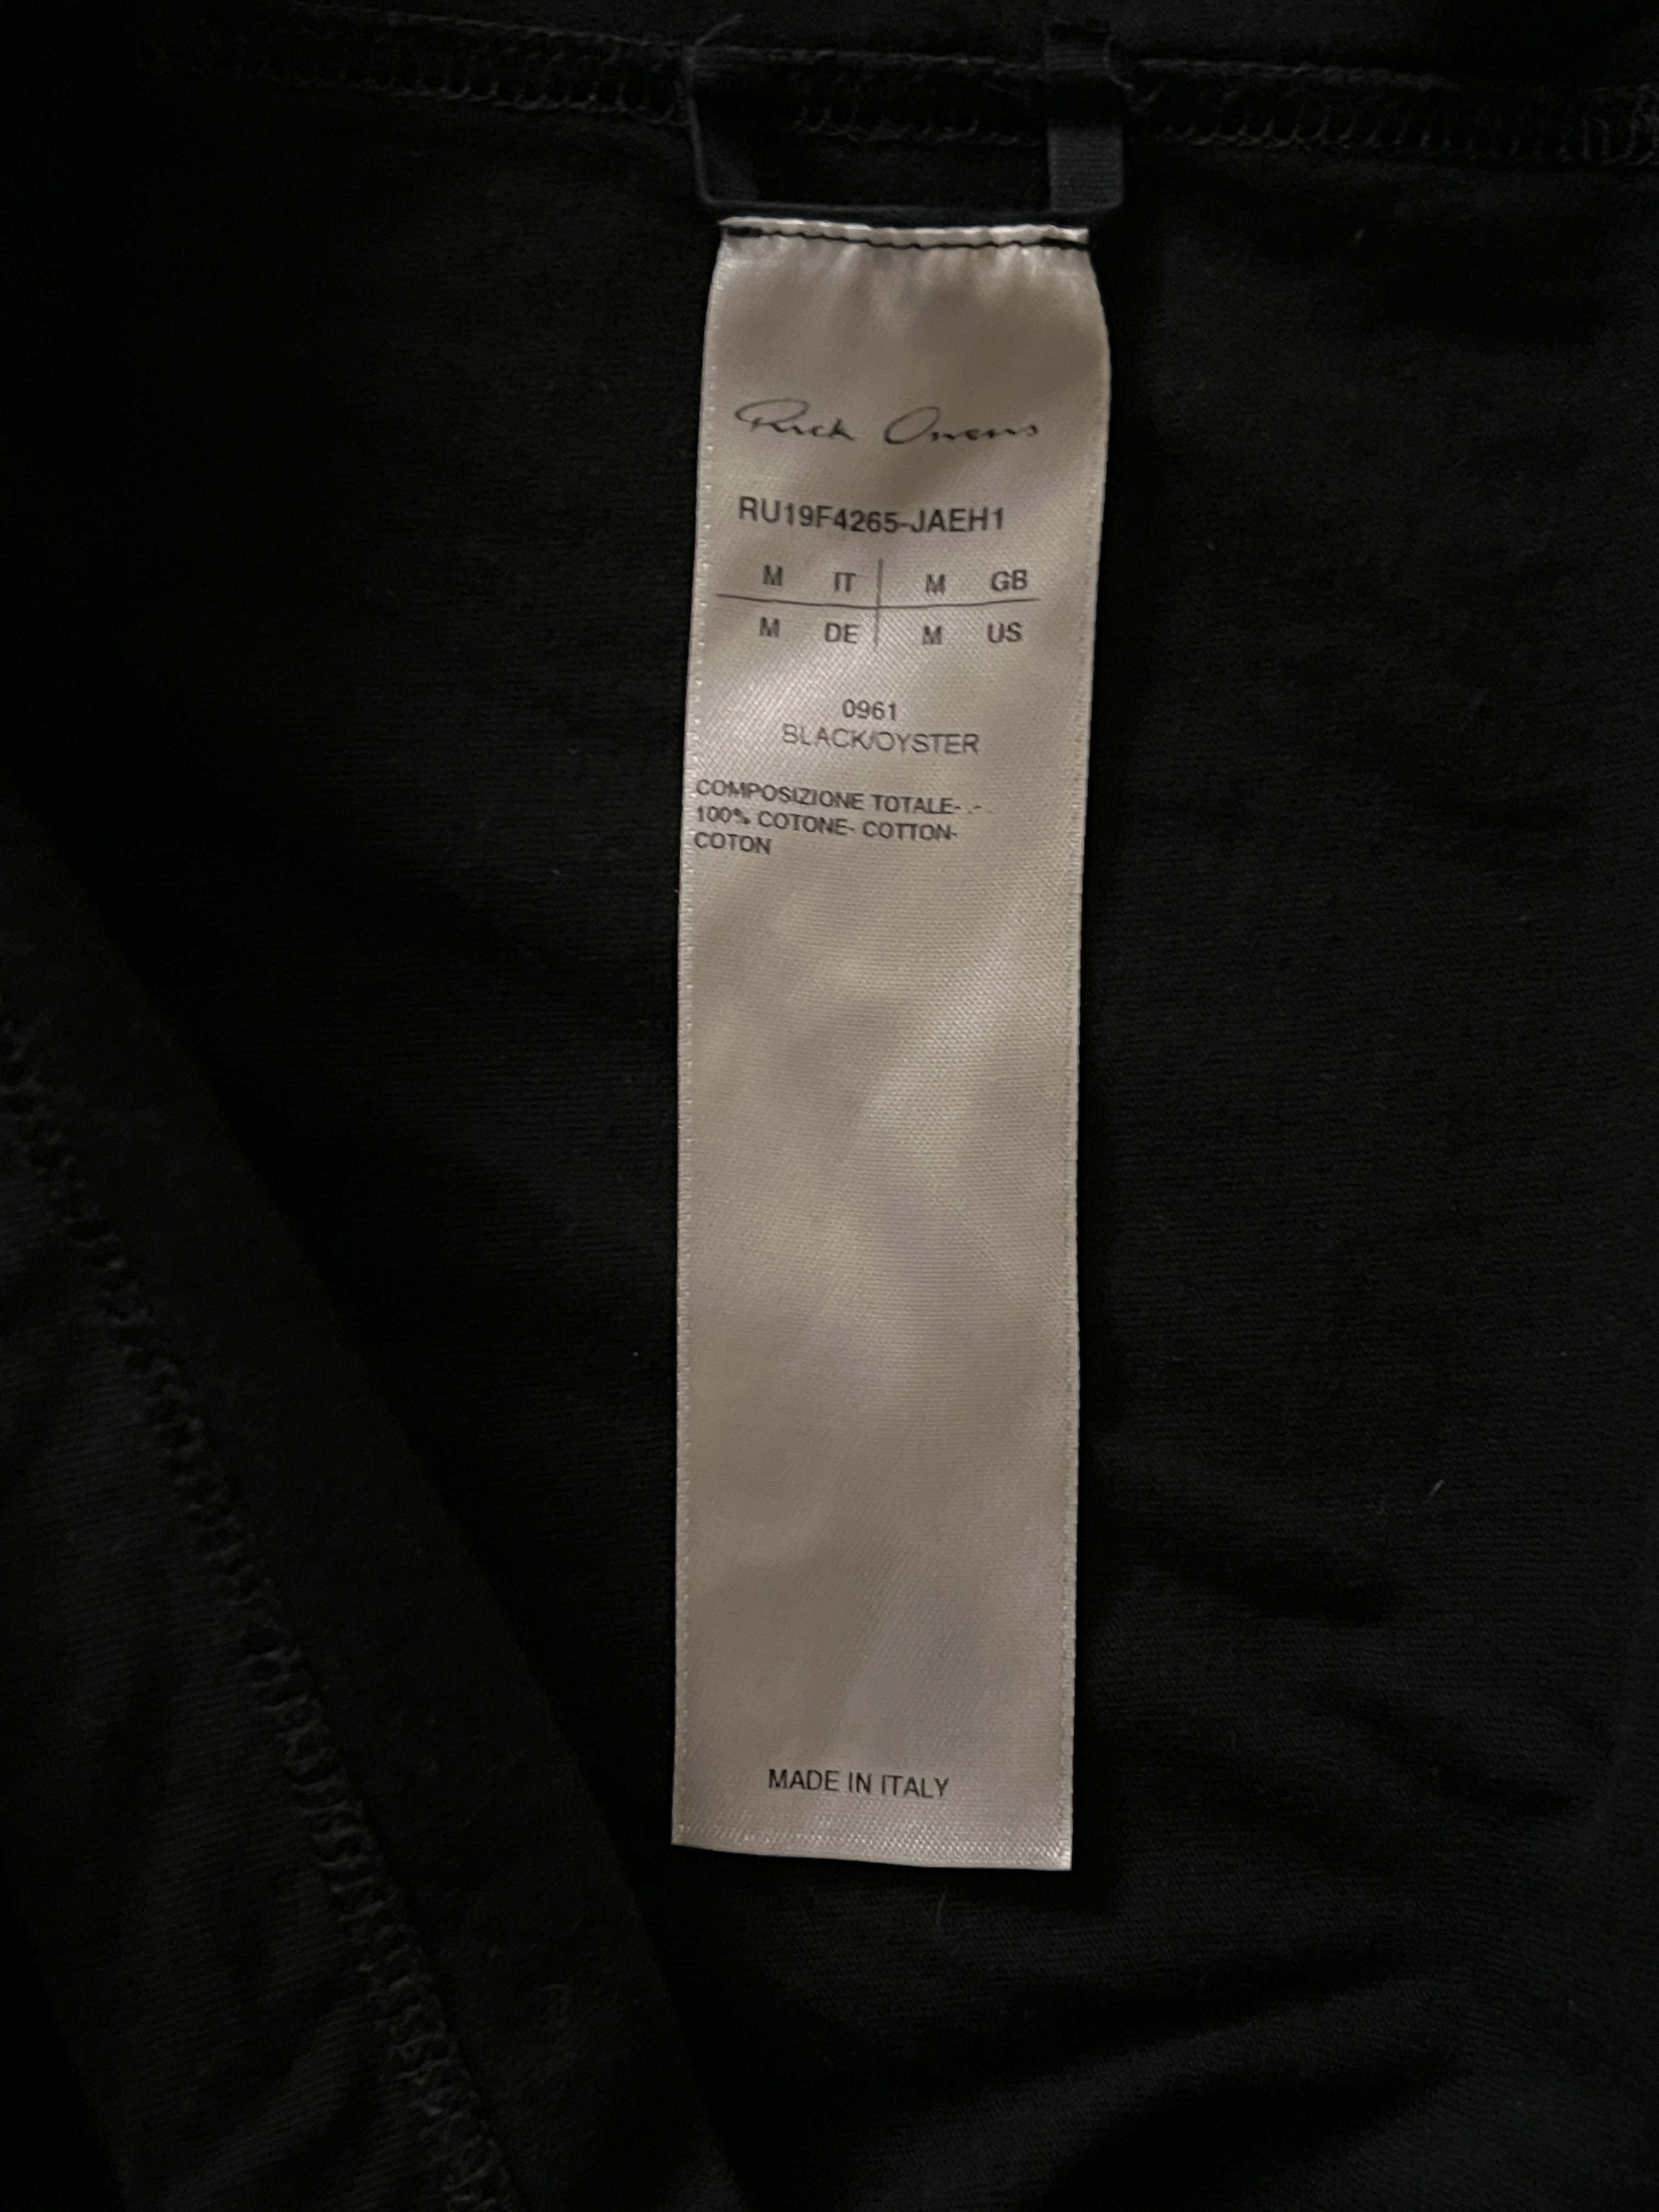 Rick Owens
RU19F4265-JAEH1
M IT M GB
M DE M US
0961
BLACK/OYSTER
COMPOSIZIONE TOTALE-.-.
100% COTONE- COTTON-
COTON
MADE IN ITALY